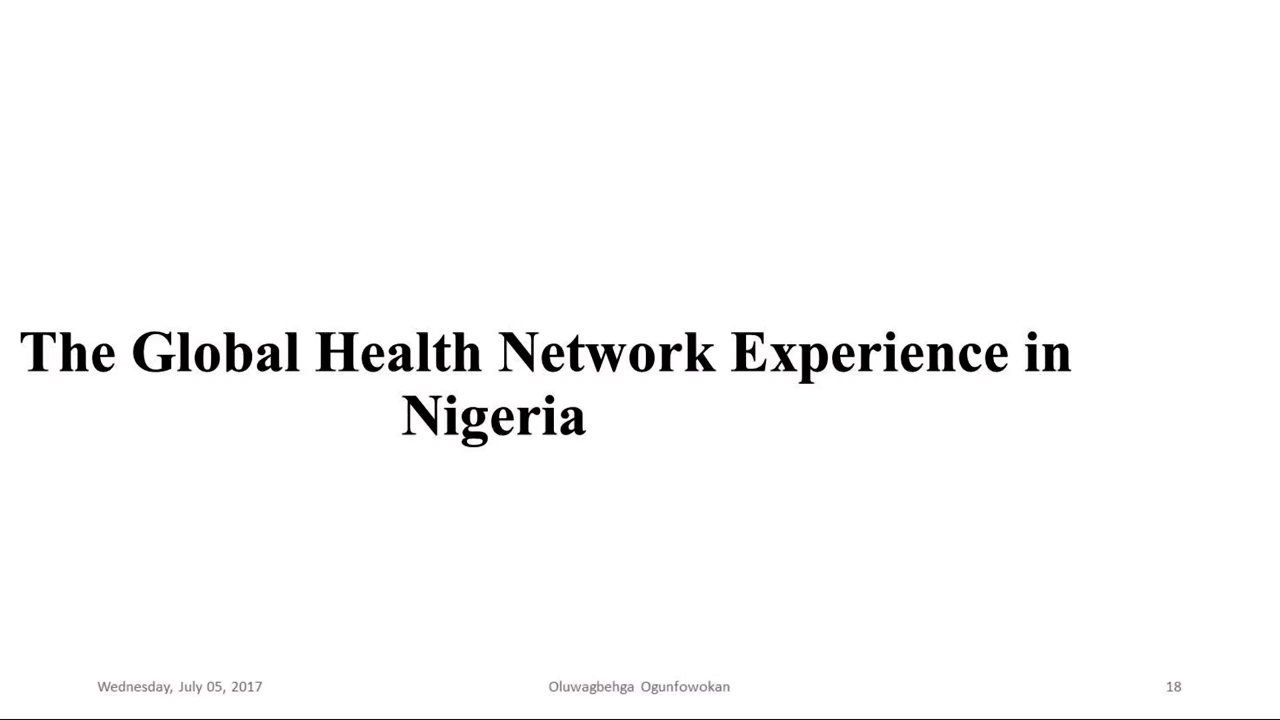 The Global Health Network Experience in
Nigeria
Wednesday, July 05, 2017
Oluwagbehga Ogunfowokan
18